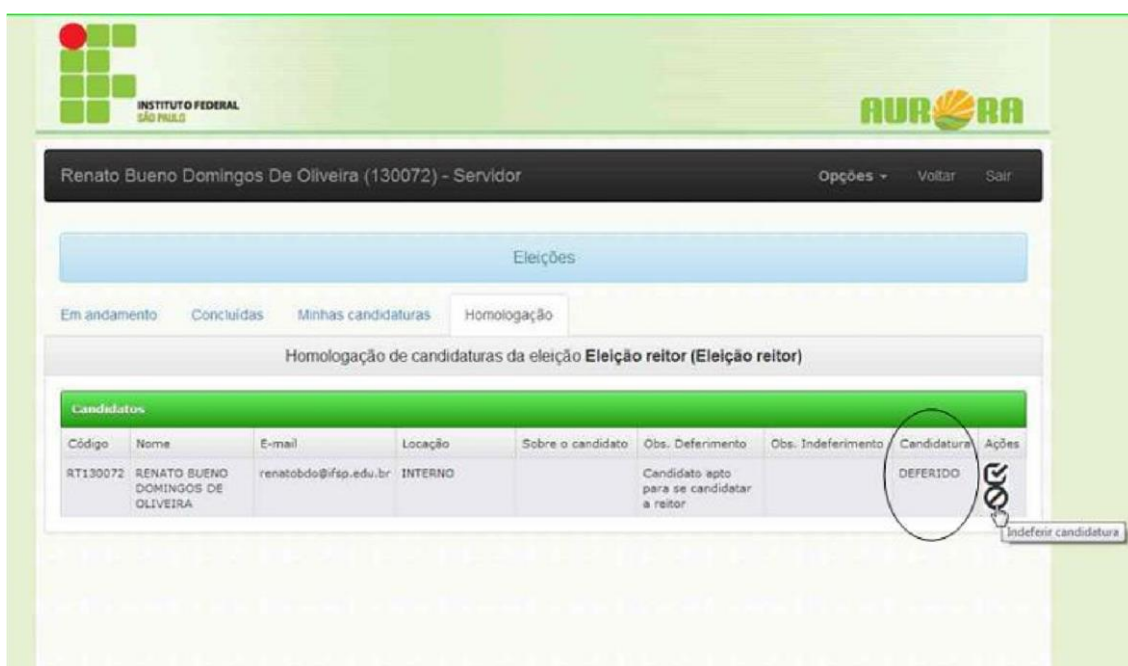 INSTITUTO FEDERAL
SÃO PAULO
AURORA
Renato Bueno Domingos De Oliveira (130072) - Servidor
Opções
Voltar
Sair
Eleições
Em andamento
Concluídas
Minhas candidaturas
Homologação
Homologação de candidaturas da eleição Eleição reitor (Eleição reitor)
Candidatos
Código Nome E-mail Locação Sobre o candidato Obs. Deferimento Obs. Indeferimento Candidatura Ações
RT130072 RENATO BUENO DOMINGOS DE OLIVEIRA renatobdo@ifsp.edu.br INTERNO Candidato apto para se candidatar a reitor DEFERIDO
Indeferir candidatura